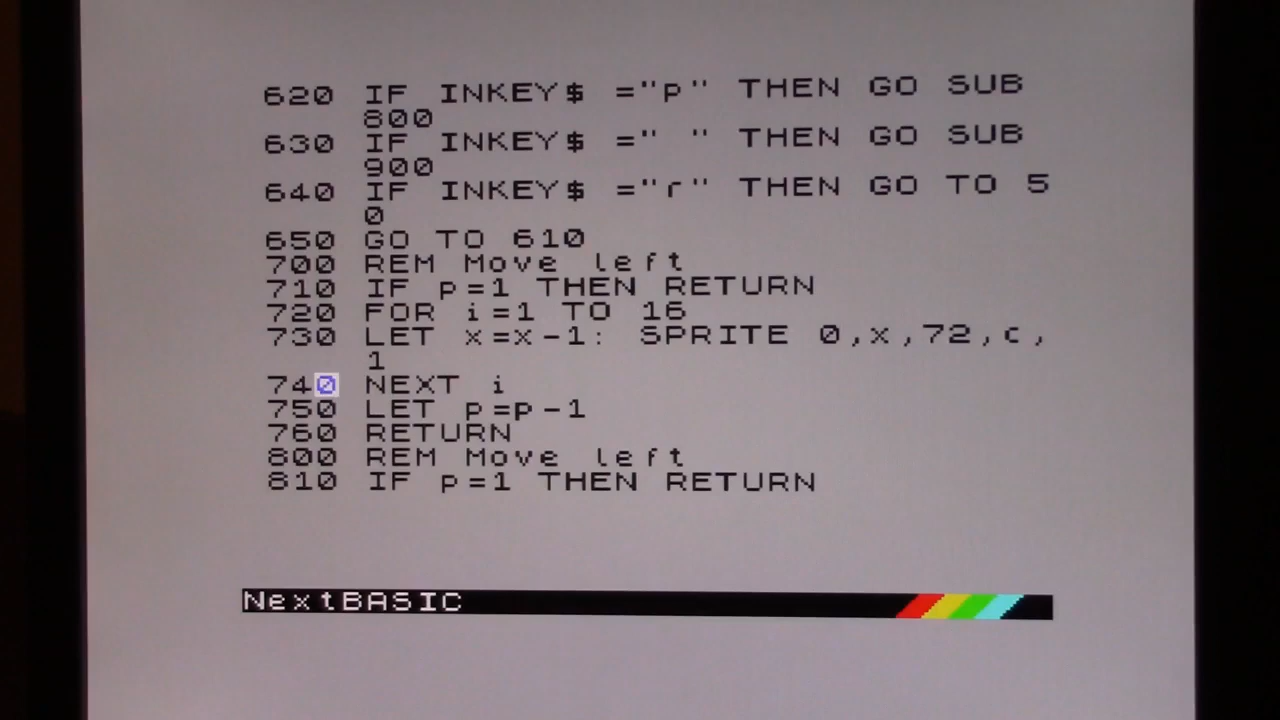 620 IF INKEY$ ="p" THEN GO SUB
800
630 IF INKEY$ =" " THEN GO SUB
900
640 IF INKEY$ ="r" THEN GO TO 5
0
650 GO TO 610
700 REM Move left
710 IF p=1 THEN RETURN
720 FOR i=1 TO 16
730 LET x=x-1: SPRITE 0,x,72,c,
1
740 NEXT i
750 LET p=p-1
760 RETURN
800 REM Move left
810 IF p=1 THEN RETURN
NextBASIC